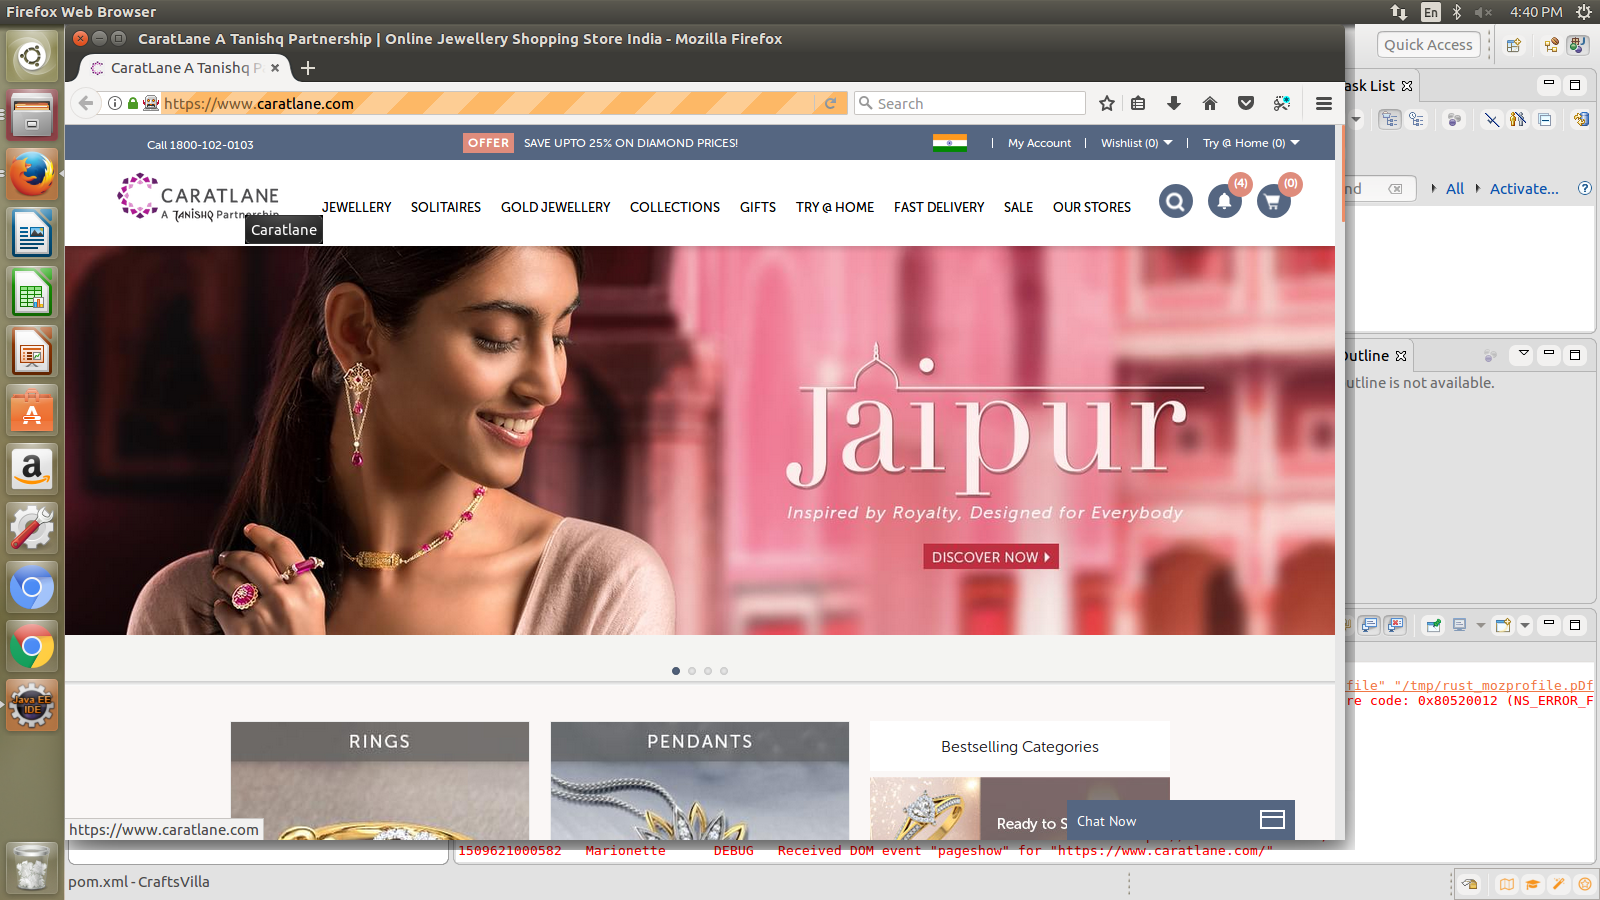 Firefox Web Browser
En
4:40 PM
CaratLane A Tanishq Partnership | Online Jewellery Shopping Store India - Mozilla Firefox
CaratLane A Tanishq P
https://www.caratlane.com
Search
Quick Access
Call 1800-102-0103
OFFER
SAVE UPTO 25% ON DIAMOND PRICES!
| My Account | Wishlist (0) | Try @ Home (0)
CARATLANE
A TANISHQ Partnership
JEWELLERY SOLITAIRES GOLD JEWELLERY COLLECTIONS GIFTS TRY @ HOME FAST DELIVERY SALE OUR STORES
(4)
(0)
Caratlane
Jaipur
Inspired by Royalty, Designed for Everybody
DISCOVER NOW
RINGS
PENDANTS
Bestselling Categories
Ready to S
Chat Now
https://www.caratlane.com
ask List
nd
All
Activate...
?
Outline
utline is not available.
file" "/tmp/rust_mozprofile.pDf
re code: 0x80520012 (NS_ERROR_F
1509621000582 Marionette DEBUG Received DOM event "pageshow" for "https://www.caratlane.com/"
pom.xml - CraftsVilla
a
Java EE
IDE